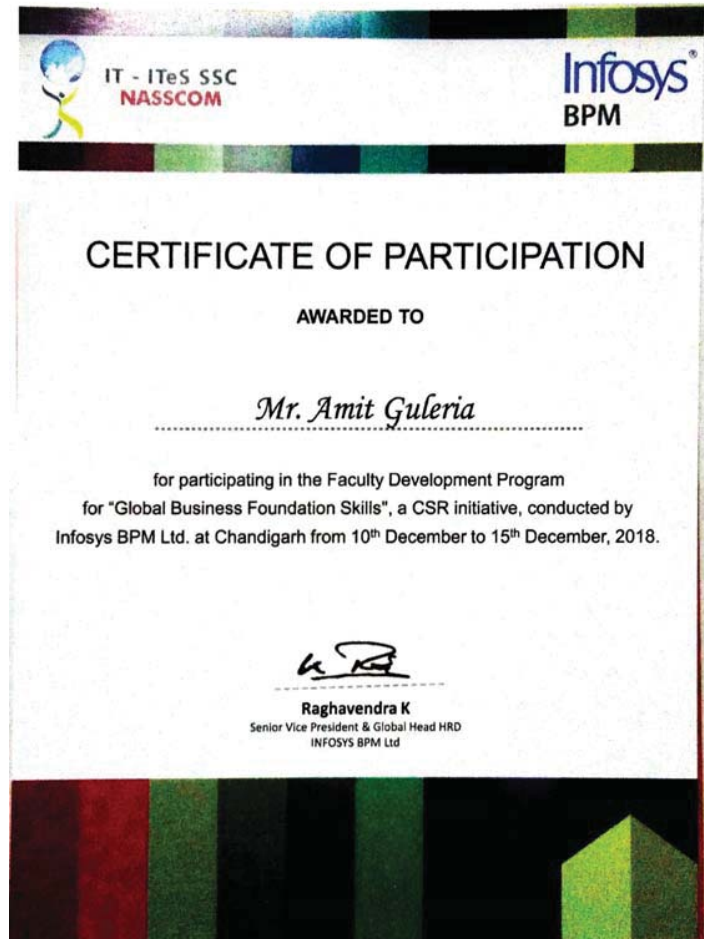 IT - ITeS SSC
NASSCOM
Infosys®
BPM
CERTIFICATE OF PARTICIPATION
AWARDED TO
Mr. Amit Guleria
for participating in the Faculty Development Program
for "Global Business Foundation Skills", a CSR initiative, conducted by
Infosys BPM Ltd. at Chandigarh from 10th December to 15th December, 2018.
Raghavendra K
Senior Vice President & Global Head HRD
INFOSYS BPM Ltd